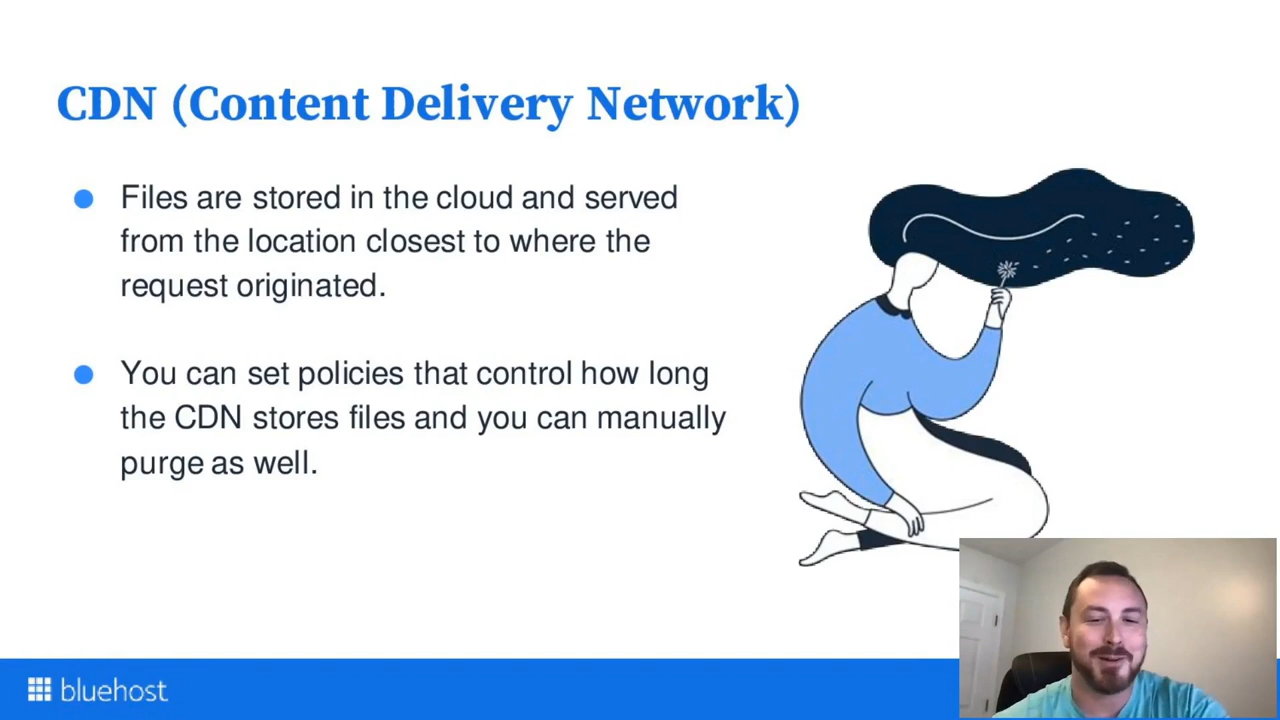 CDN (Content Delivery Network)
Files are stored in the cloud and served
from the location closest to where the
request originated.
You can set policies that control how long
the CDN stores files and you can manually
purge as well.
bluehost